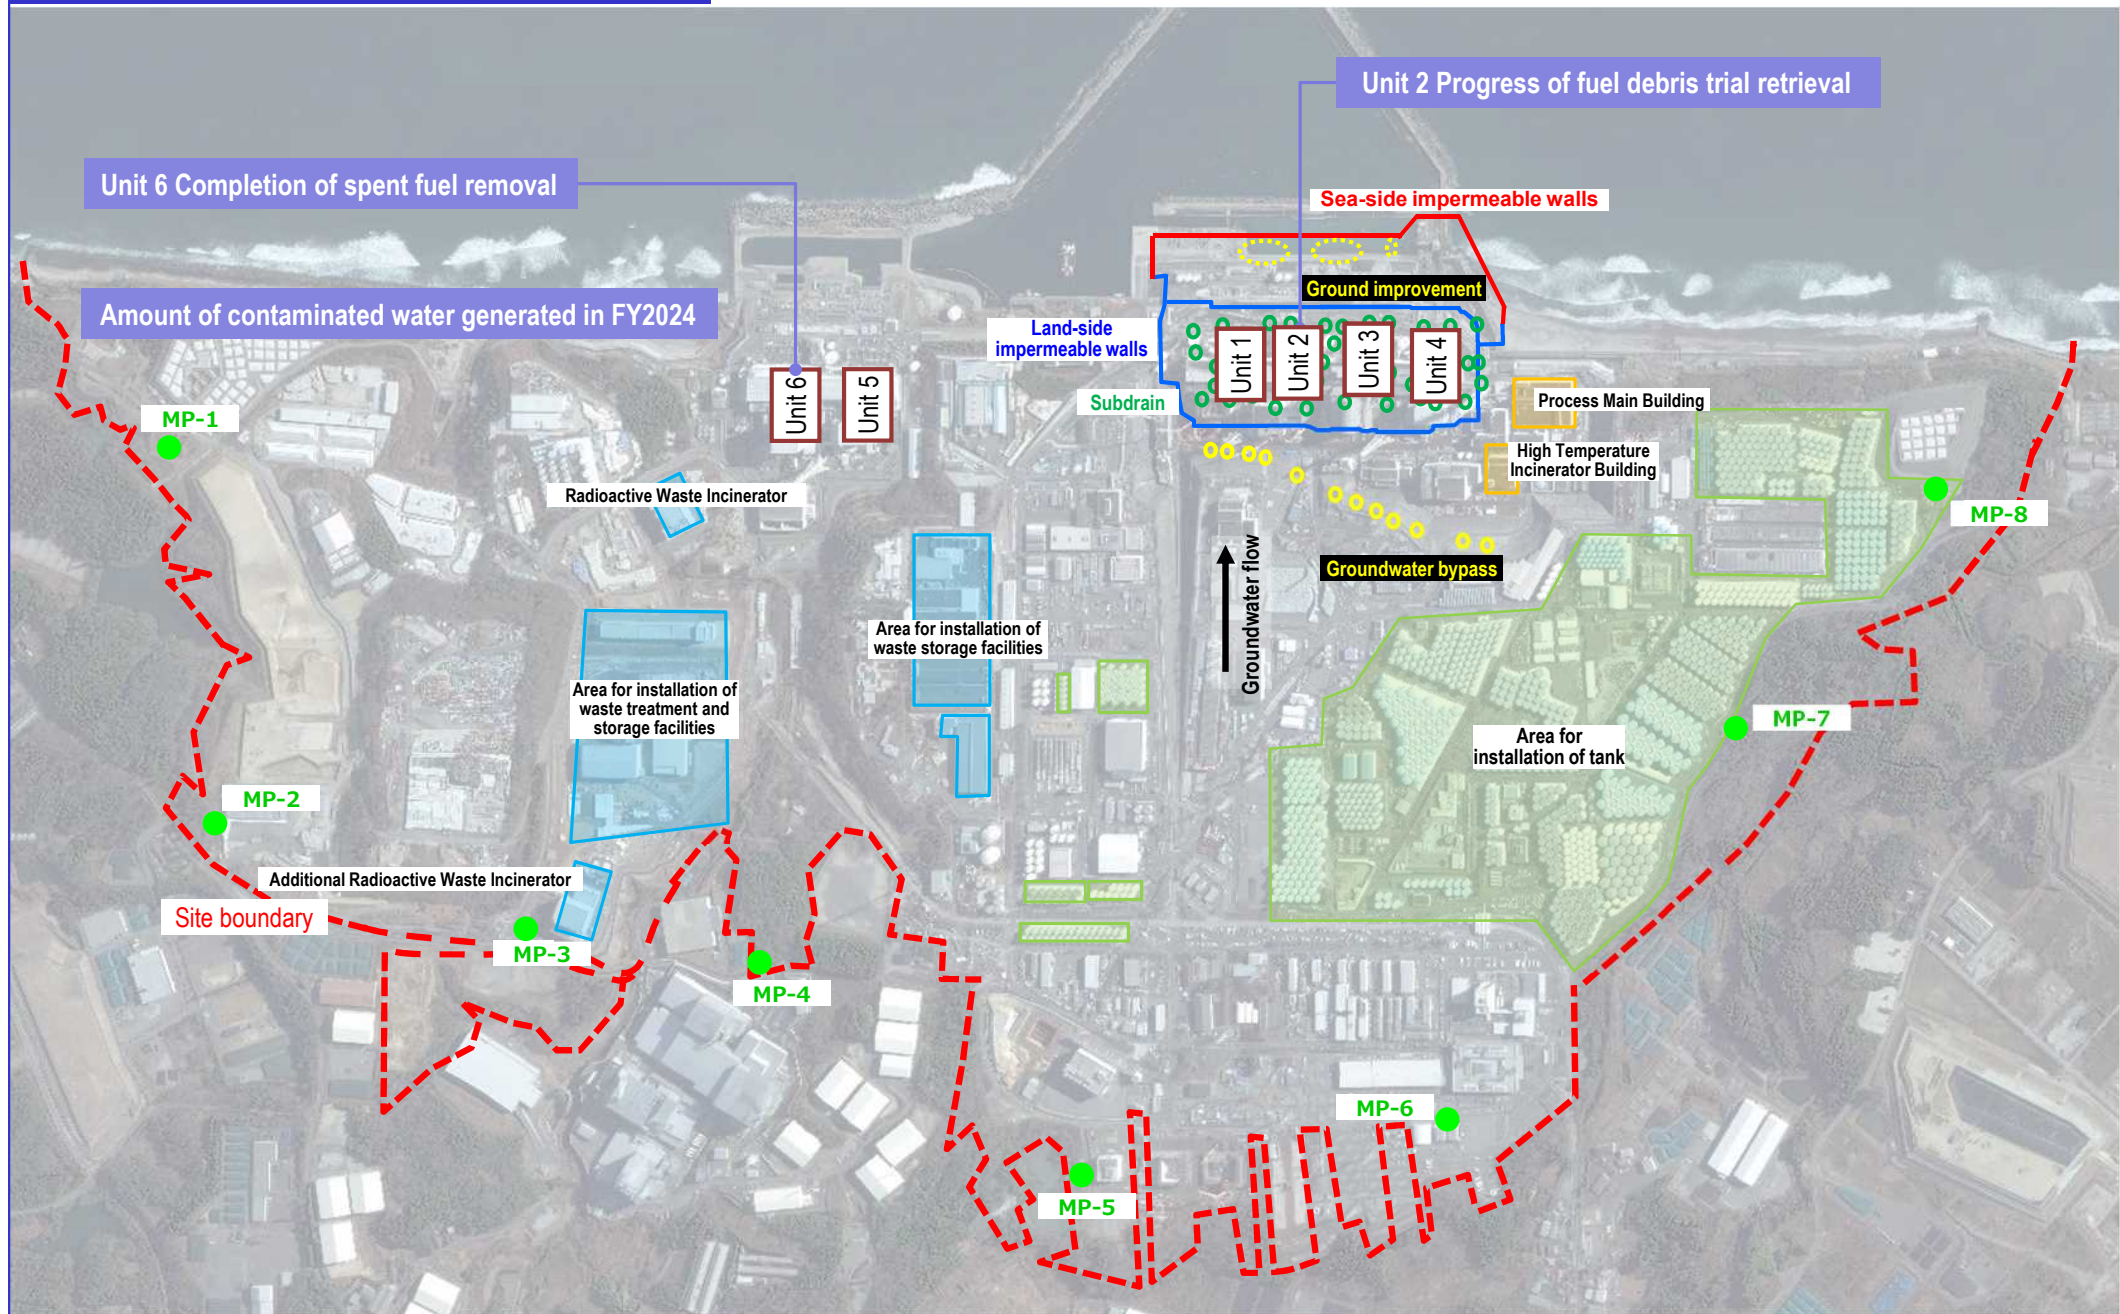 Unit 2 Progress of fuel debris trial retrieval
Unit 6 Completion of spent fuel removal
Sea-side impermeable walls
Amount of contaminated water generated in FY2024
Ground improvement
Land-side
impermeable walls
Unit 1
Unit 2
Unit 3
Unit 4
Unit 6
Unit 5
Subdrain
Process Main Building
MP-1
High Temperature
Incinerator Building
Radioactive Waste Incinerator
MP-8
Groundwater bypass
Groundwater flow
Area for installation of
waste storage facilities
Area for installation of
waste treatment and
storage facilities
MP-7
Area for
installation of tank
MP-2
Additional Radioactive Waste Incinerator
Site boundary
MP-3
MP-4
MP-6
MP-5